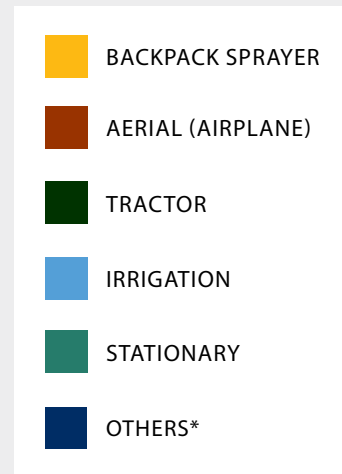 BACKPACK SPRAYER
AERIAL (AIRPLANE)
TRACTOR
IRRIGATION
STATIONARY
OTHERS*